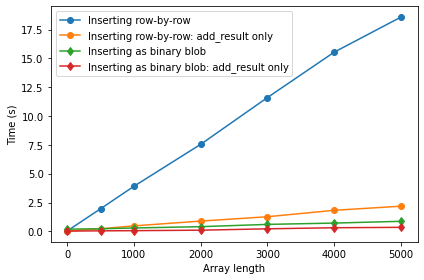 Inserting row-by-row
Inserting row-by-row: add_result only
Inserting as binary blob
Inserting as binary blob: add_result only
Time (s)
17.5
15.0
12.5
10.0
7.5
5.0
2.5
0.0
0 1000 2000 3000 4000 5000
Array length